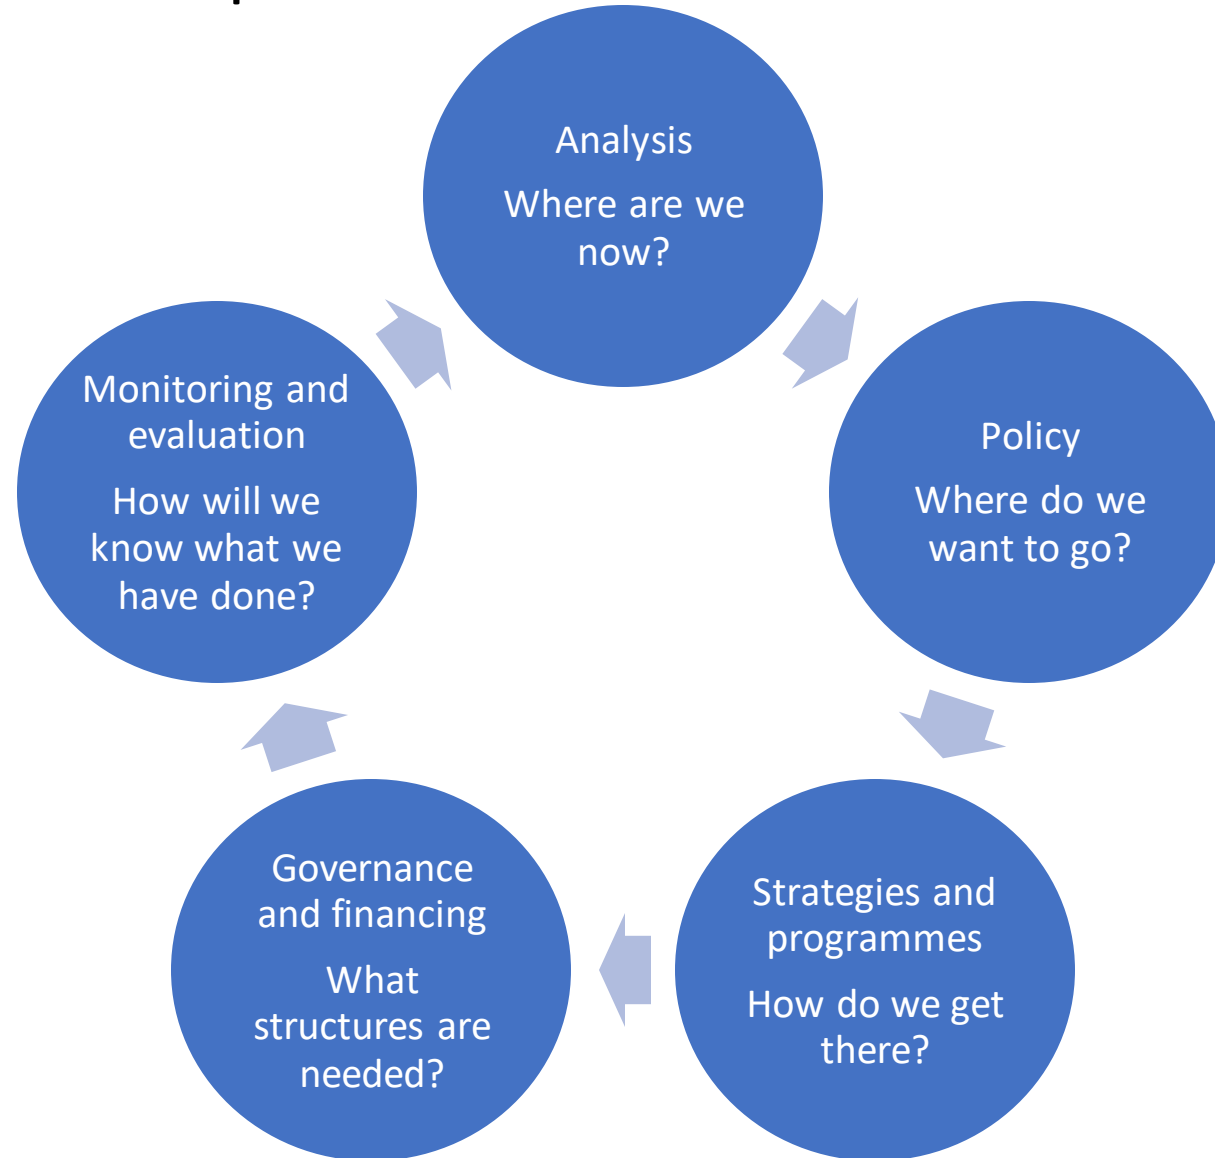 Analysis
Where are we
now?
Policy
Where do we
want to go?
Strategies and
programmes
How do we get
there?
Governance
and financing
What
structures are
needed?
Monitoring and
evaluation
How will we
know what we
have done?